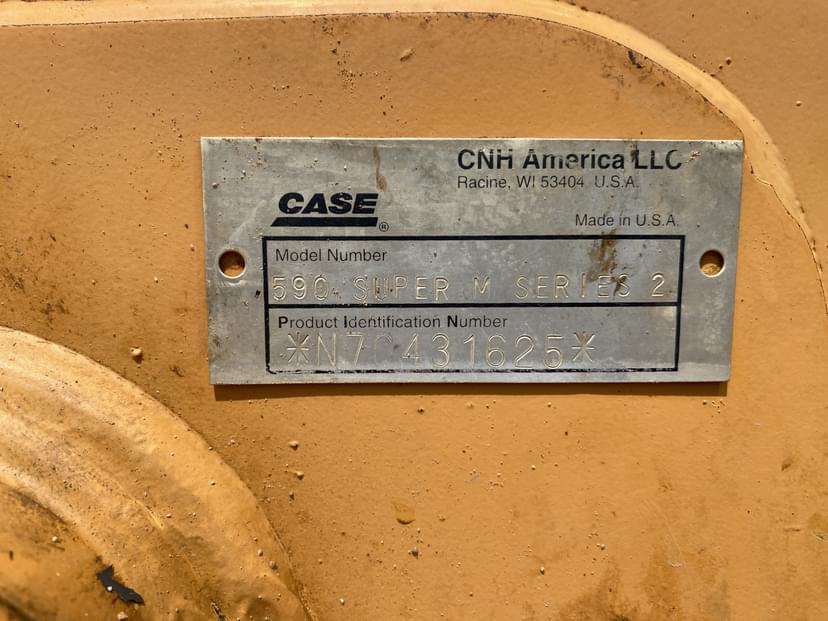 CNH America LLC
Racine, WI 53404 U.S.A.
CASE®
Made in U.S.A.
Model Number
590 SUPER M SERIES 2
Product Identification Number
*N7C431625*